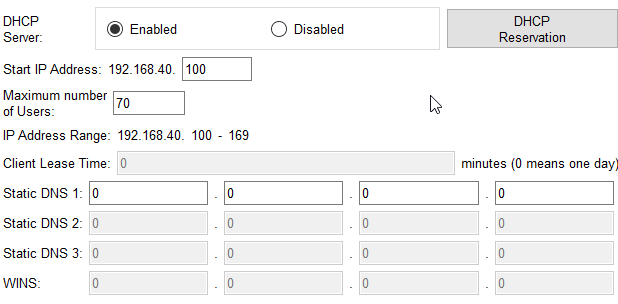 DHCP
Server:
Enabled
Disabled
DHCP
Reservation
Start IP Address: 192.168.40. 100
Maximum number
of Users:
70
IP Address Range: 192.168.40. 100 - 169
Client Lease Time: 0 minutes (0 means one day)
Static DNS 1: 0 . 0 . 0 . 0
Static DNS 2: 0 . 0 . 0 . 0
Static DNS 3: 0 . 0 . 0 . 0
WINS: 0 . 0 . 0 . 0